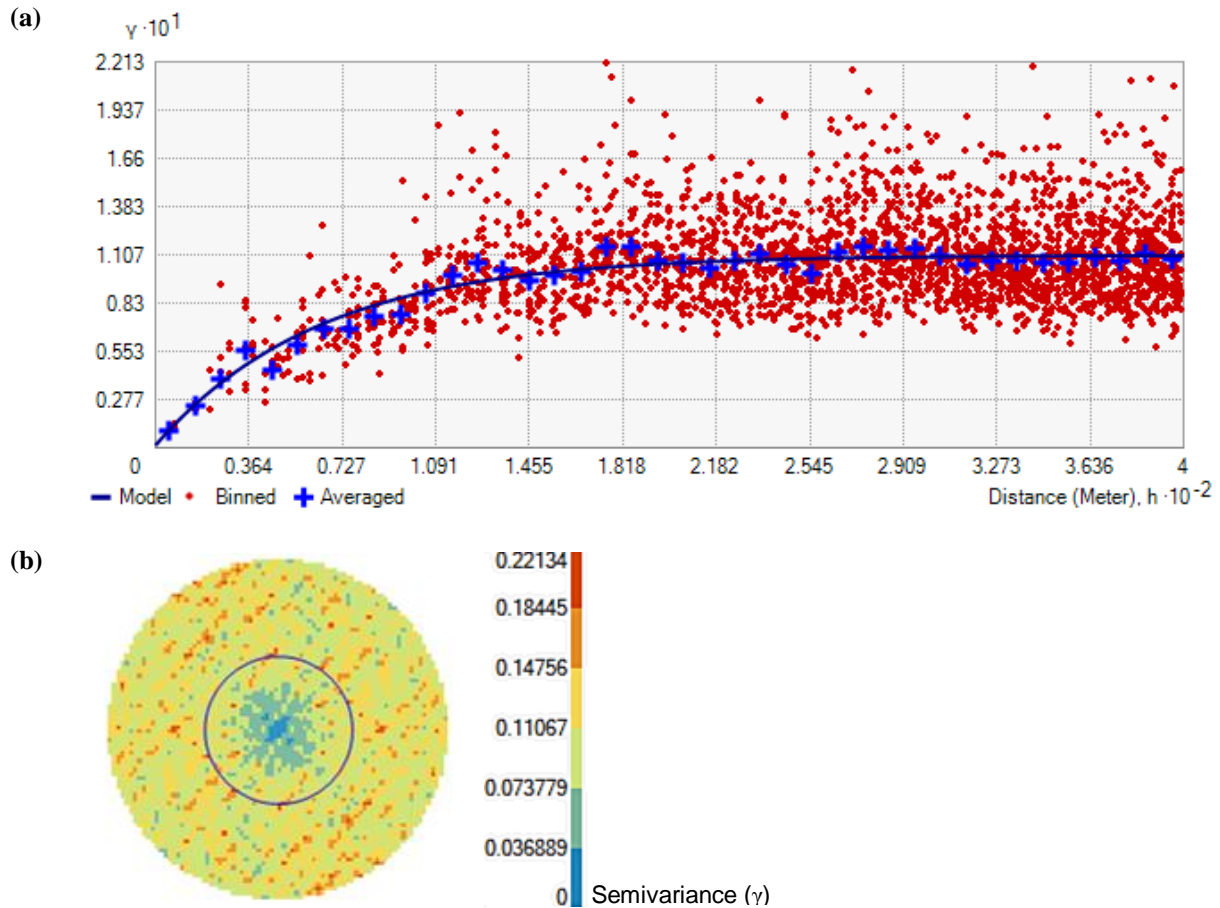 (a)
γ ·10¹
2.213
1.937
1.66
1.383
1.107
0.83
0.553
0.277
0 0.364 0.727 1.091 1.455 1.818 2.182 2.545 2.909 3.273 3.636 4
Model Binned Averaged Distance (Meter), h ·10⁻²
(b)
0.22134
0.18445
0.14756
0.11067
0.073779
0.036889
0 Semivariance (γ)